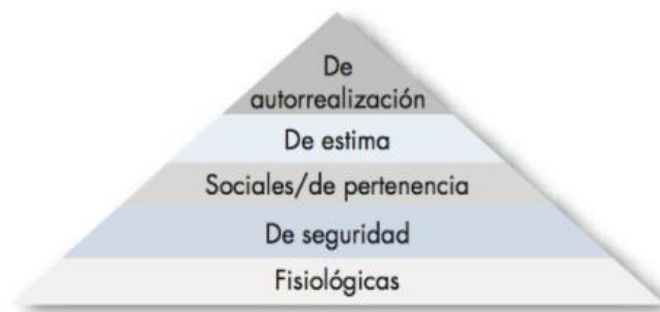 De
autorrealización
De estima
Sociales/de pertenencia
De seguridad
Fisiológicas